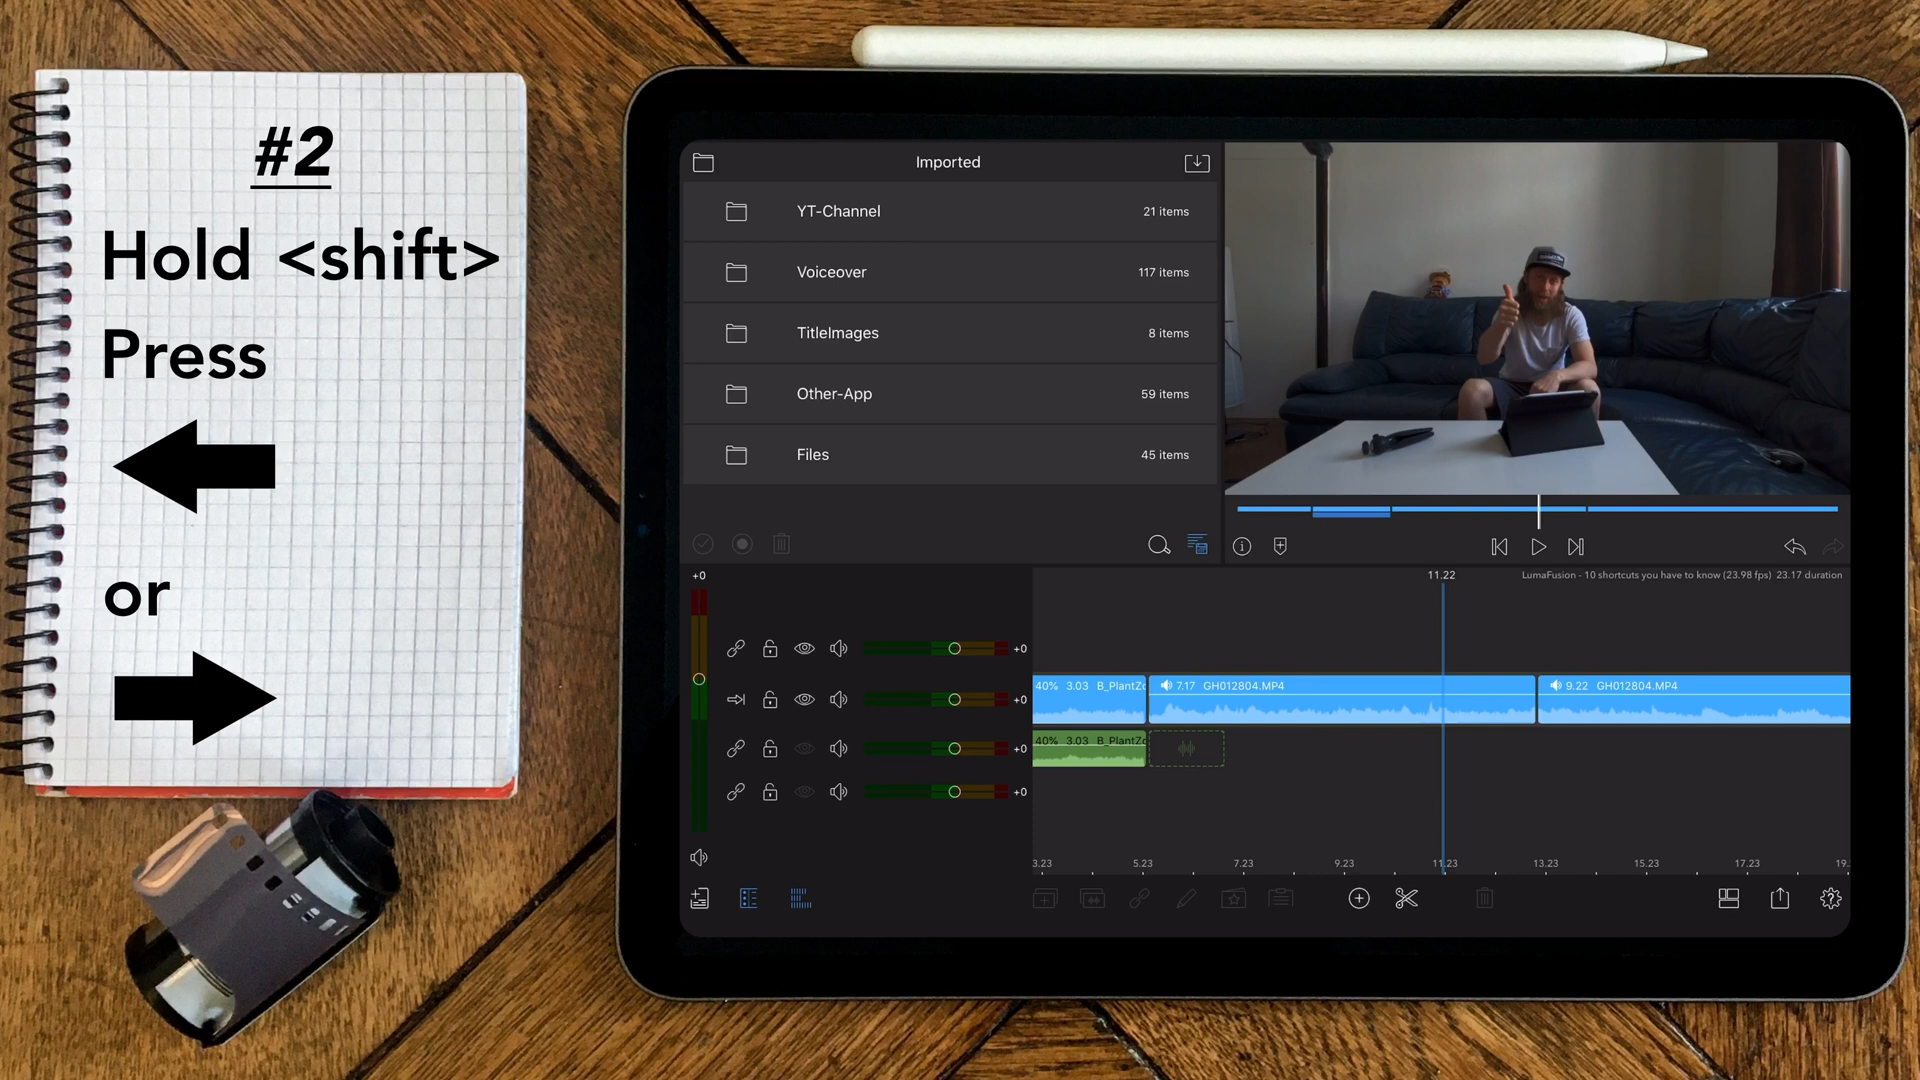 #2
Hold <shift>
Press
or
Imported
YT-Channel 21 items
Voiceover 117 items
TitleImages 8 items
Other-App 59 items
Files 45 items
+0
11.22
LumaFusion - 10 shortcuts you have to know (23.98 fps) 23.17 duration
+0
40% 3.03 B_PlantZo
7.17 GH012804.MP4
9.22 GH012804.MP4
+0
40% 3.03 B_PlantZo
+0
+0
3.23 5.23 7.23 9.23 11.23 13.23 15.23 17.23 19.